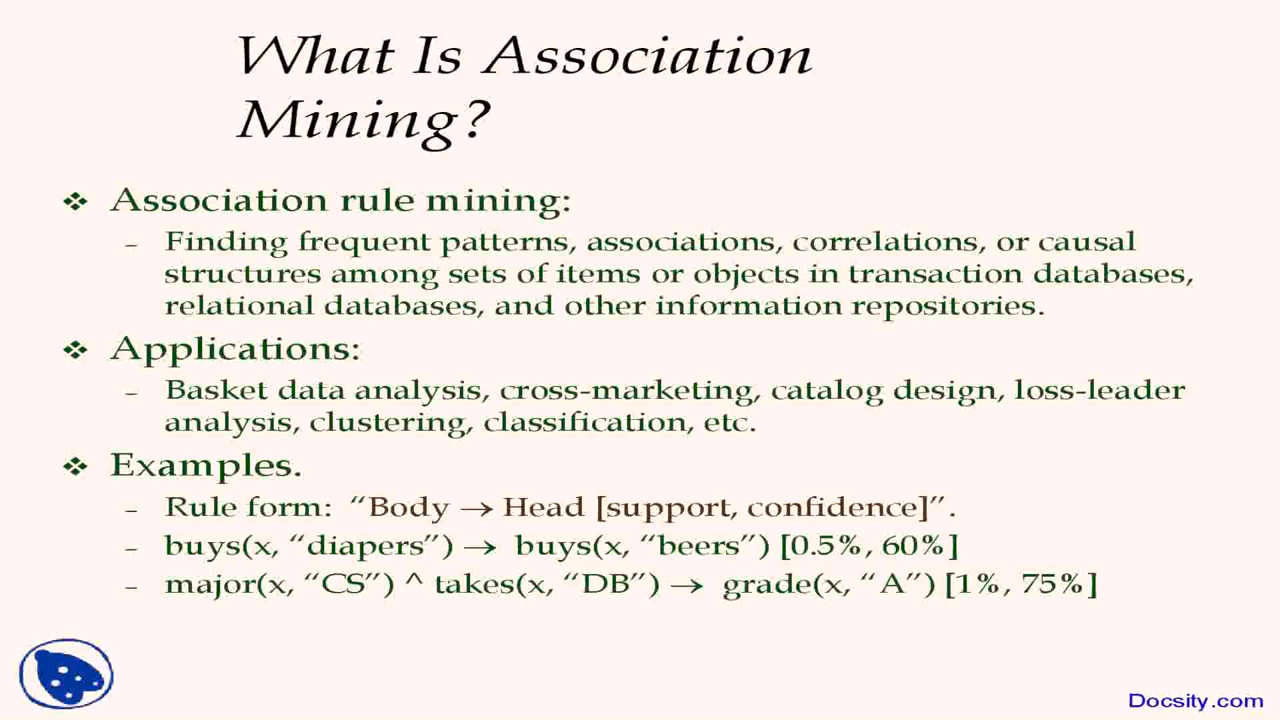 What Is Association
Mining?
❖ Association rule mining:
– Finding frequent patterns, associations, correlations, or causal
structures among sets of items or objects in transaction databases,
relational databases, and other information repositories.
❖ Applications:
– Basket data analysis, cross-marketing, catalog design, loss-leader
analysis, clustering, classification, etc.
❖ Examples.
– Rule form: “Body → Head [support, confidence]”.
– buys(x, “diapers”) → buys(x, “beers”) [0.5%, 60%]
– major(x, “CS”) ^ takes(x, “DB”) → grade(x, “A”) [1%, 75%]
Docsity.com